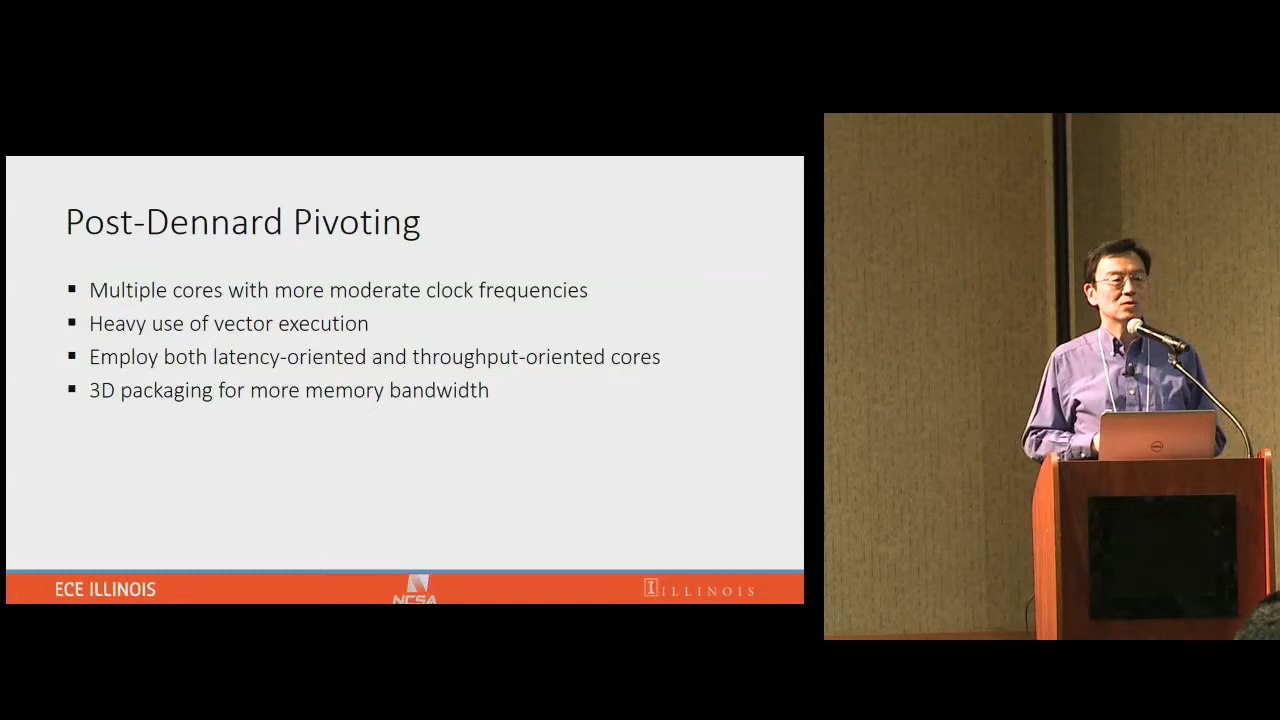 Post-Dennard Pivoting
▪ Multiple cores with more moderate clock frequencies
▪ Heavy use of vector execution
▪ Employ both latency-oriented and throughput-oriented cores
▪ 3D packaging for more memory bandwidth
ECE ILLINOIS
NCSA
I ILLINOIS
DELL